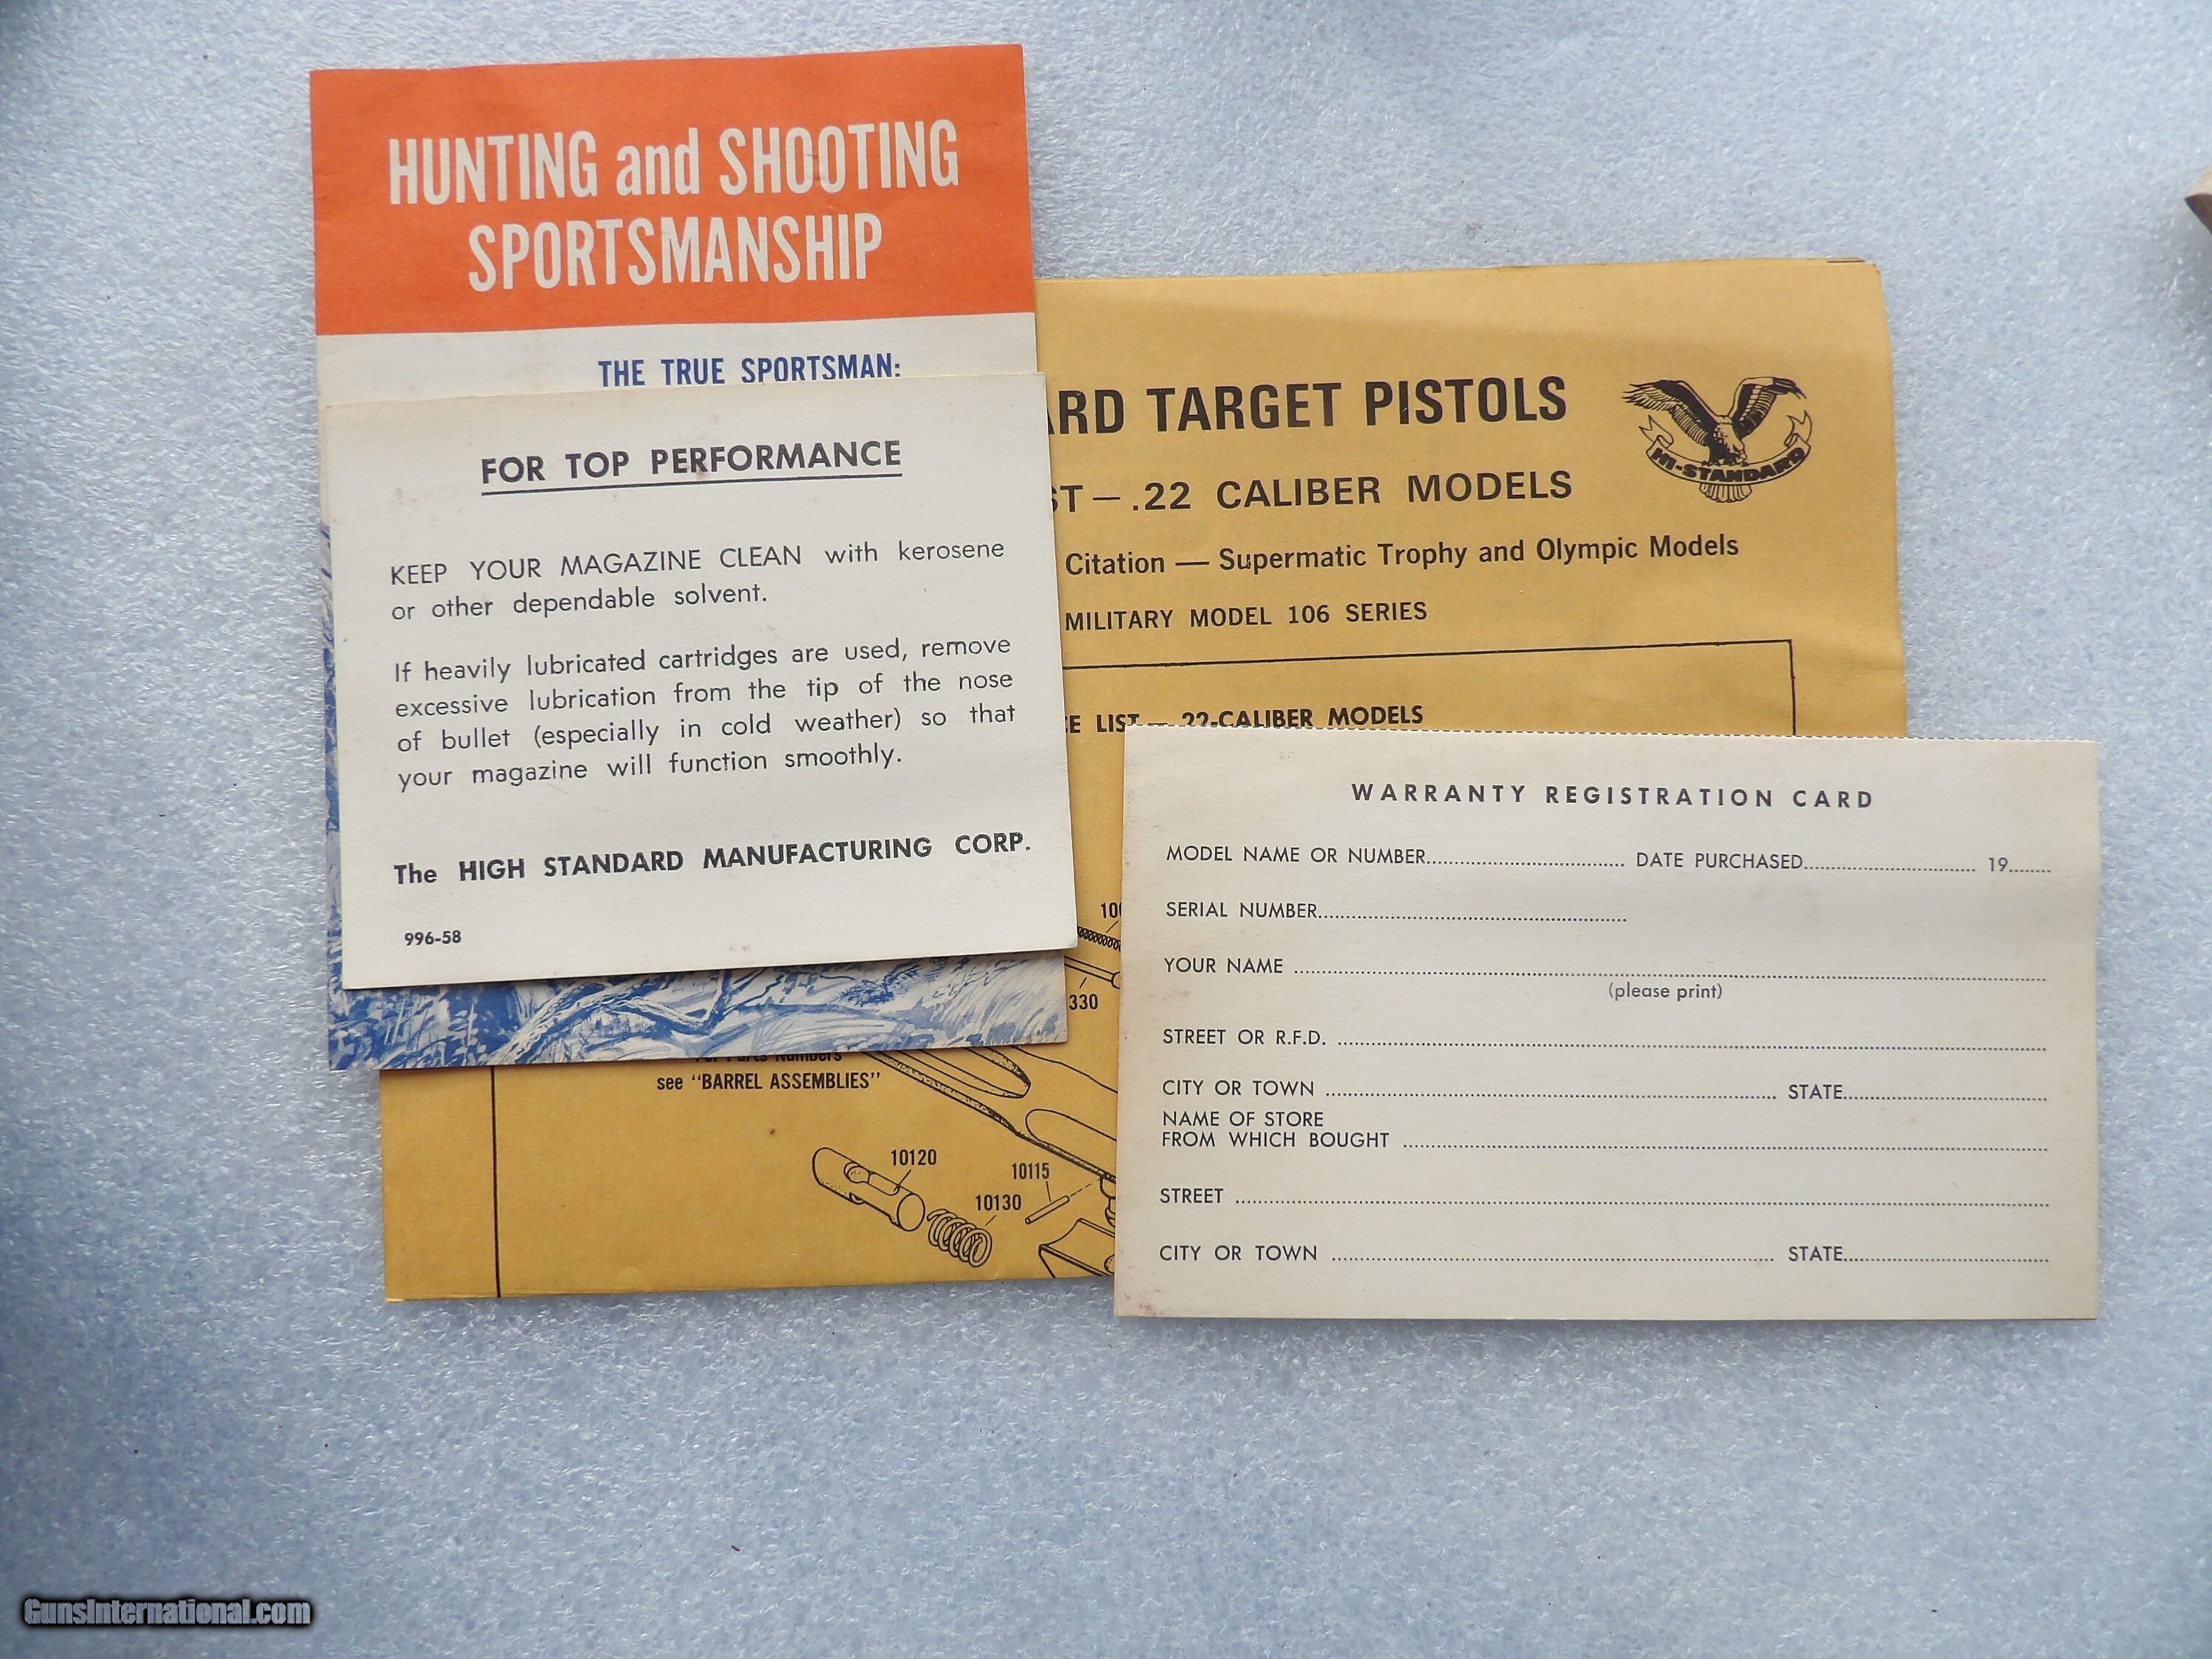 HUNTING and SHOOTING
SPORTSMANSHIP
THE TRUE SPORTSMAN:
FOR TOP PERFORMANCE
KEEP YOUR MAGAZINE CLEAN with kerosene
or other dependable solvent.
If heavily lubricated cartridges are used, remove
excessive lubrication from the tip of the nose
of bullet (especially in cold weather) so that
your magazine will function smoothly.
The HIGH STANDARD MANUFACTURING CORP.
996-58
TARGET PISTOLS
HI-STANDARD
.22 CALIBER MODELS
Citation — Supermatic Trophy and Olympic Models
MILITARY MODEL 106 SERIES
LIST — .22-CALIBER MODELS
330
For Parts Numbers
see "BARREL ASSEMBLIES"
10120
10115
10130
WARRANTY REGISTRATION CARD
MODEL NAME OR NUMBER.......... DATE PURCHASED.......... 19......
SERIAL NUMBER..........
YOUR NAME ..........
(please print)
STREET OR R.F.D. ..........
CITY OR TOWN .......... STATE..........
NAME OF STORE
FROM WHICH BOUGHT ..........
STREET ..........
CITY OR TOWN .......... STATE..........
GunsInternational.com